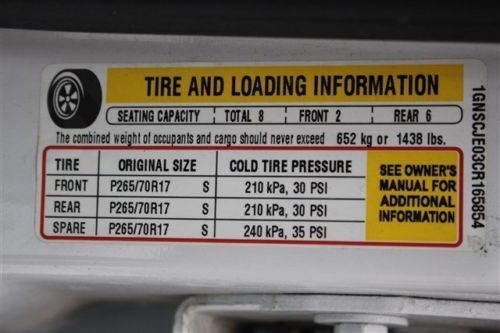 TIRE AND LOADING INFORMATION
SEATING CAPACITY TOTAL 8 FRONT 2 REAR 6
The combined weight of occupants and cargo should never exceed 652 kg or 1438 lbs.
TIRE ORIGINAL SIZE COLD TIRE PRESSURE
FRONT P265/70R17 S 210 kPa, 30 PSI
REAR P265/70R17 S 210 kPa, 30 PSI
SPARE P265/70R17 S 240 kPa, 35 PSI
SEE OWNER'S
MANUAL FOR
ADDITIONAL
INFORMATION
1GNSCJE03CR165854